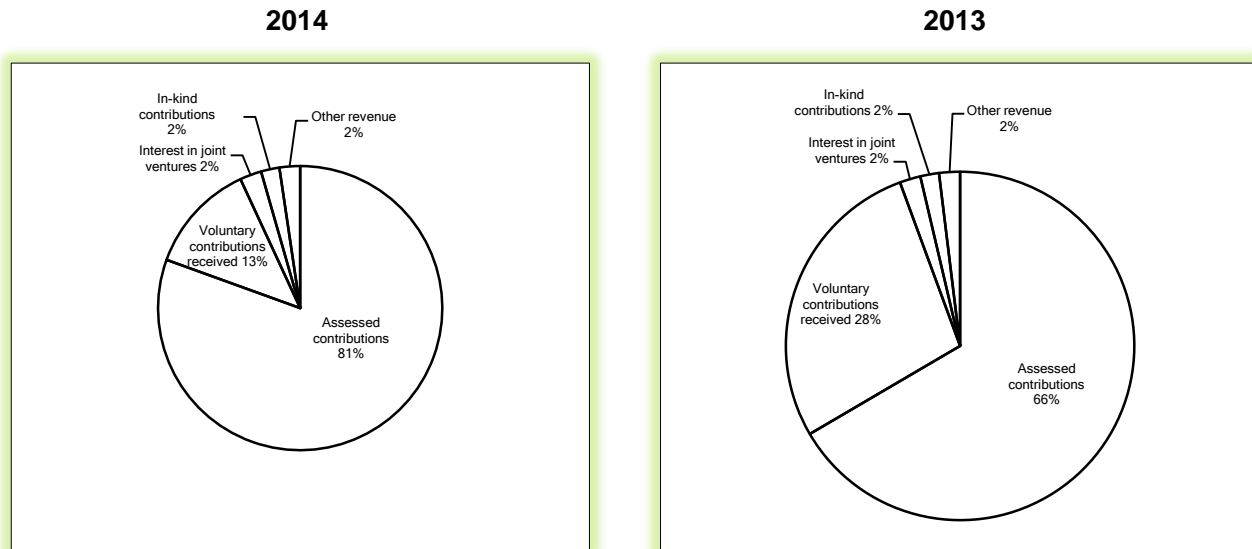 2014
In-kind
contributions
2%
Other revenue
2%
Interest in joint
ventures 2%
Voluntary
contributions
received 13%
Assessed
contributions
81%
2013
In-kind
contributions 2%
Other revenue
2%
Interest in joint
ventures 2%
Voluntary
contributions
received 28%
Assessed
contributions
66%